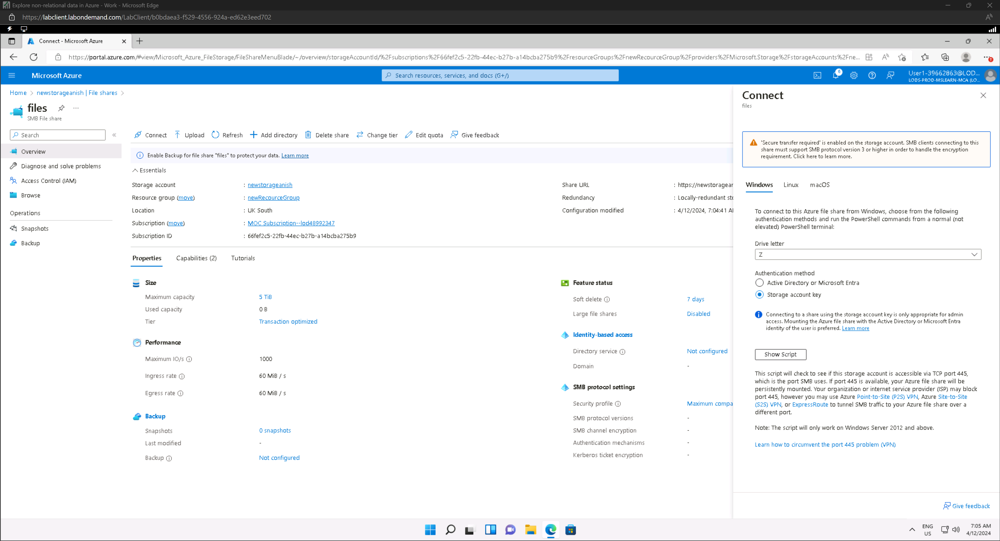 Explore non-relational data in Azure - Work - Microsoft Edge
https://labclient.labondemand.com/LabClient/b0bdaea3-f529-4556-924a-ed62e3eed702
Connect - Microsoft Azure
https://portal.azure.com/#view/Microsoft_Azure_FileStorage/FileShareMenuBlade/~/overview/storageAccountId/%2Fsubscriptions%2F66fef2c5-22fb-44ec-b27b-a14bcba275b9%2FresourceGroups%2FnewRecourceGroup%2Fproviders%2FMicrosoft.Storage%2FstorageAccounts%2Fne...
Microsoft Azure
Search resources, services, and docs (G+/)
6
User1-39662863@LOD...
LODS-PROD-MSLEARN-MCA (LO...
Home > newstorageanish | File shares >
files
SMB File share
Search
Overview
Diagnose and solve problems
Access Control (IAM)
Browse
Operations
Snapshots
Backup
Connect Upload Refresh Add directory Delete share Change tier Edit quota Give feedback
Enable Backup for file share "files" to protect your data. Learn more
Essentials
Storage account : newstorageanish
Resource group (move) : newRecourceGroup
Location : UK South
Subscription (move) : MOC Subscription--lod48992347
Subscription ID : 66fef2c5-22fb-44ec-b27b-a14bcba275b9
Share URL : https://newstoragear
Redundancy : Locally-redundant sto
Configuration modified : 4/12/2024, 7:04:41 Al
Properties Capabilities (2) Tutorials
Size
Maximum capacity 5 TiB
Used capacity 0 B
Tier Transaction optimized
Performance
Maximum IO/s 1000
Ingress rate 60 MiB / s
Egress rate 60 MiB / s
Backup
Snapshots 0 snapshots
Last modified -
Backup Not configured
Feature status
Soft delete 7 days
Large file shares Disabled
Identity-based access
Directory service Not configured
Domain -
SMB protocol settings
Security profile Maximum compa
SMB protocol versions -
SMB channel encryption -
Authentication mechanisms -
Kerberos ticket encryption -
Connect
files
'Secure transfer required' is enabled on the storage account. SMB clients connecting to this
share must support SMB protocol version 3 or higher in order to handle the encryption
requirement. Click here to learn more.
Windows Linux macOS
To connect to this Azure file share from Windows, choose from the following
authentication methods and run the PowerShell commands from a normal (not
elevated) PowerShell terminal:
Drive letter
Z
Authentication method
Active Directory or Microsoft Entra
Storage account key
Connecting to a share using the storage account key is only appropriate for admin
access. Mounting the Azure file share with the Active Directory or Microsoft Entra
identity of the user is preferred. Learn more
Show Script
This script will check to see if this storage account is accessible via TCP port 445,
which is the port SMB uses. If port 445 is available, your Azure file share will be
persistently mounted. Your organization or internet service provider (ISP) may block
port 445, however you may use Azure Point-to-Site (P2S) VPN, Azure Site-to-Site
(S2S) VPN, or ExpressRoute to tunnel SMB traffic to your Azure file share over a
different port.
Note: The script will only work on Windows Server 2012 and above.
Learn how to circumvent the port 445 problem (VPN)
Give feedback
ENG
US
7:05 AM
4/12/2024